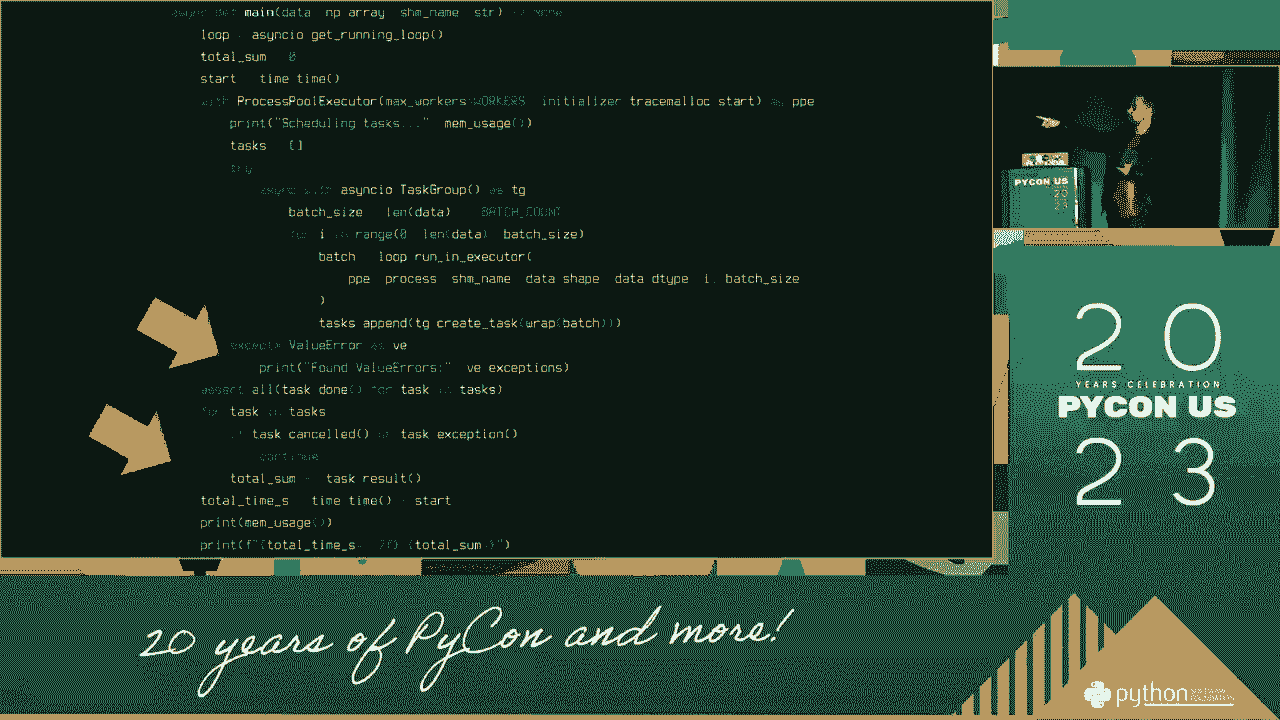 async def main(data np array shm_name str) -> None
loop - asyncio get_running_loop()
total_sum 0
start time time()
with ProcessPoolExecutor(max_workers WORKERS initializer tracemalloc start) as ppe
print("Scheduling tasks..." mem_usage())
tasks []
try
async with asyncio TaskGroup() as tg
batch_size len(data) BATCH_COUNT
for i in range(0 len(data) batch_size)
batch loop run_in_executor(
ppe process shm_name data shape data dtype i, batch_size
)
tasks append(tg create_task(wrap(batch)))
except* ValueError as ve
print("Found ValueErrors:" ve exceptions)
assert all(task done() for task in tasks)
for task in tasks
if task cancelled() or task exception()
continue
total_sum - task result()
total_time_s time time() - start
print(mem_usage())
print(f"{total_time_s= 2f} {total_sum=}")
PYCON US
20
23
20
YEARS CELEBRATION
PYCON US
23
20 years of PyCon and more!
python